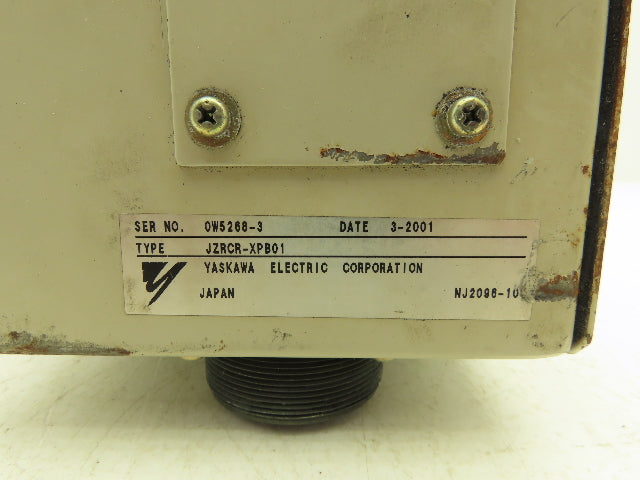 SER NO. 0W5268-3 DATE 3-2001
TYPE JZRCR-XPB01
YASKAWA ELECTRIC CORPORATION
JAPAN NJ2096-10